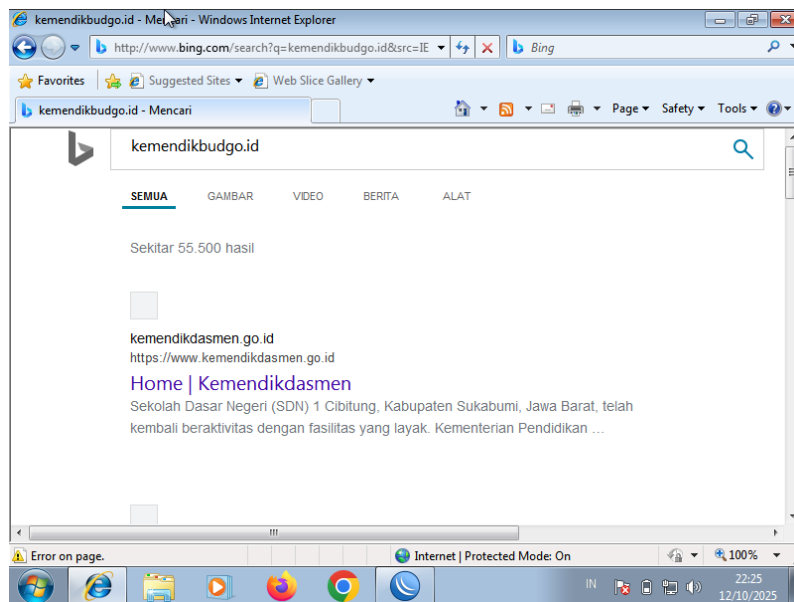 kemendikbudgo.id - Mencari - Windows Internet Explorer
http://www.bing.com/search?q=kemendikbudgo.id&src=IE
Bing
Favorites
Suggested Sites
Web Slice Gallery
kemendikbudgo.id - Mencari
Page
Safety
Tools
kemendikbudgo.id
SEMUA
GAMBAR
VIDEO
BERITA
ALAT
Sekitar 55.500 hasil
kemendikdasmen.go.id
https://www.kemendikdasmen.go.id
Home | Kemendikdasmen
Sekolah Dasar Negeri (SDN) 1 Cibitung, Kabupaten Sukabumi, Jawa Barat, telah
kembali beraktivitas dengan fasilitas yang layak. Kementerian Pendidikan …
Error on page.
Internet | Protected Mode: On
100%
IN
22:25
12/10/2025